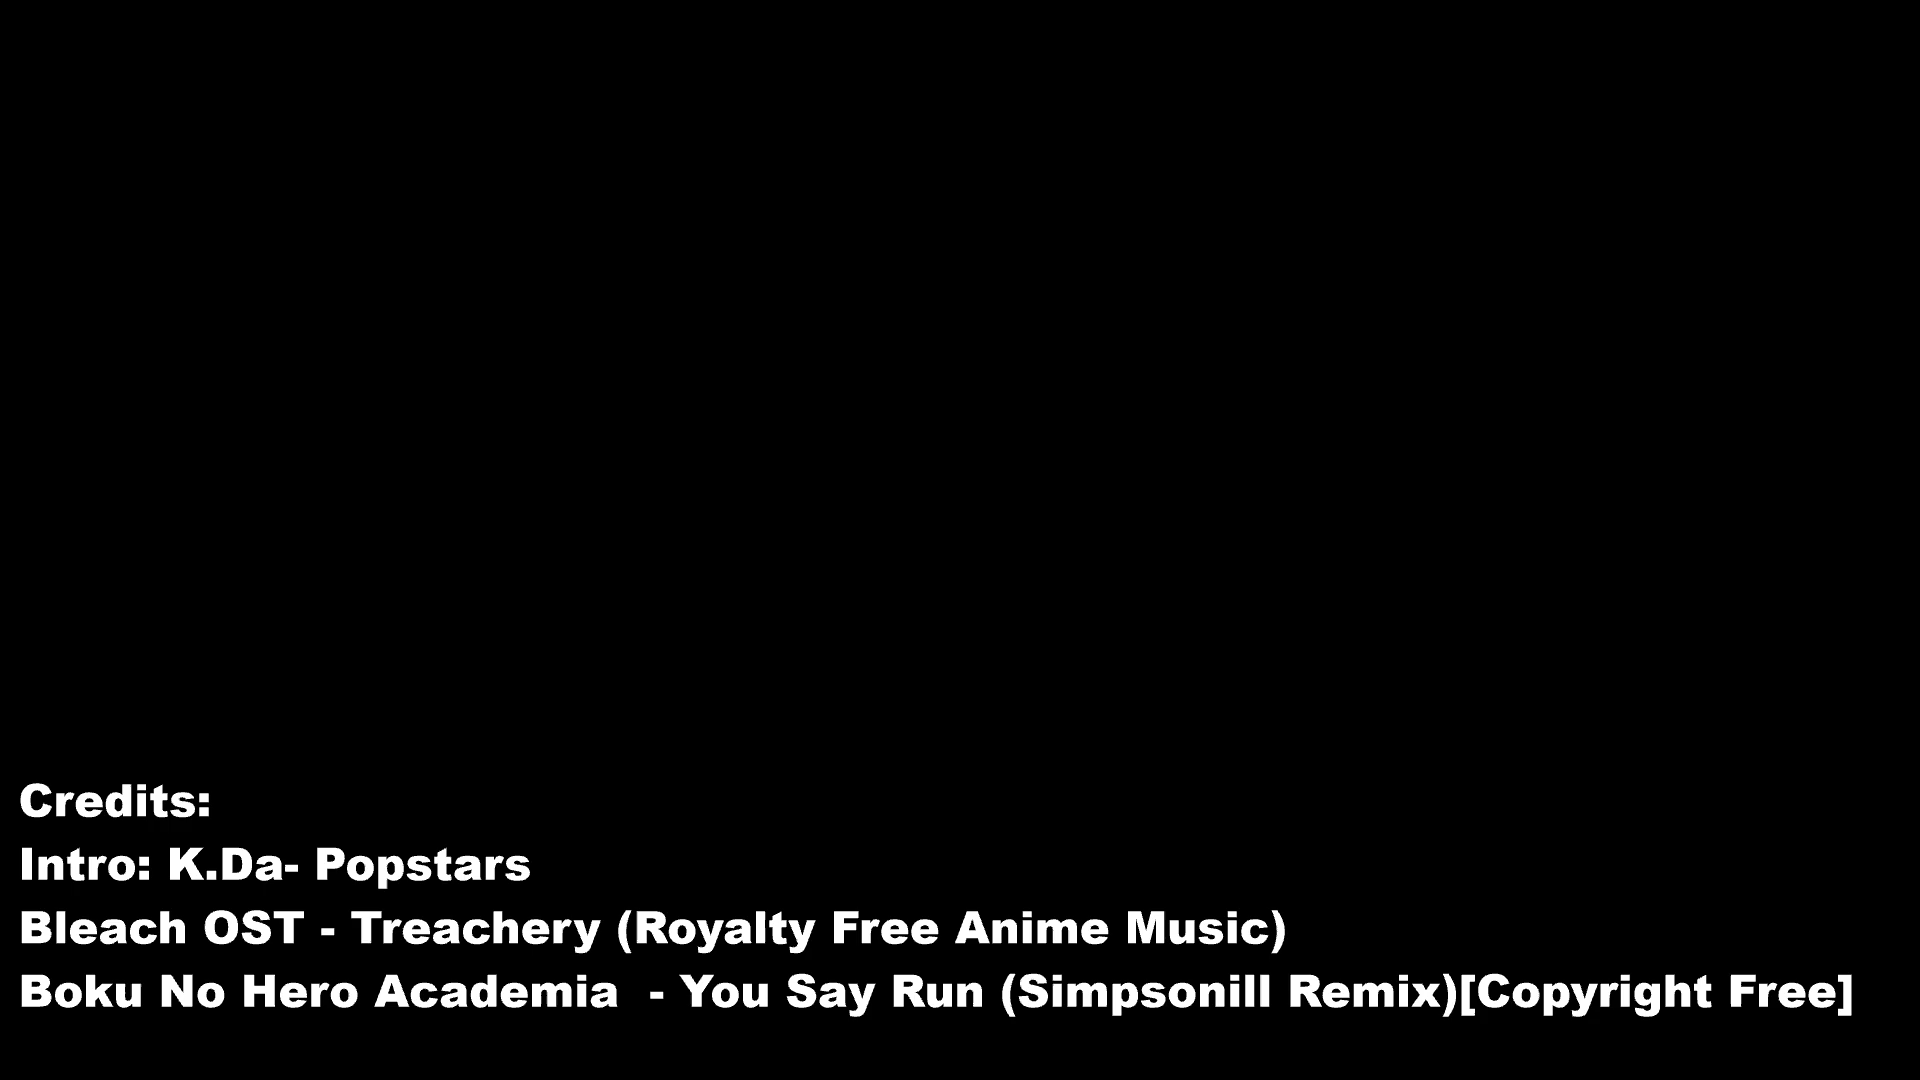 Credits:
Intro: K.Da- Popstars
Bleach OST - Treachery (Royalty Free Anime Music)
Boku No Hero Academia  - You Say Run (Simpsonill Remix)[Copyright Free]